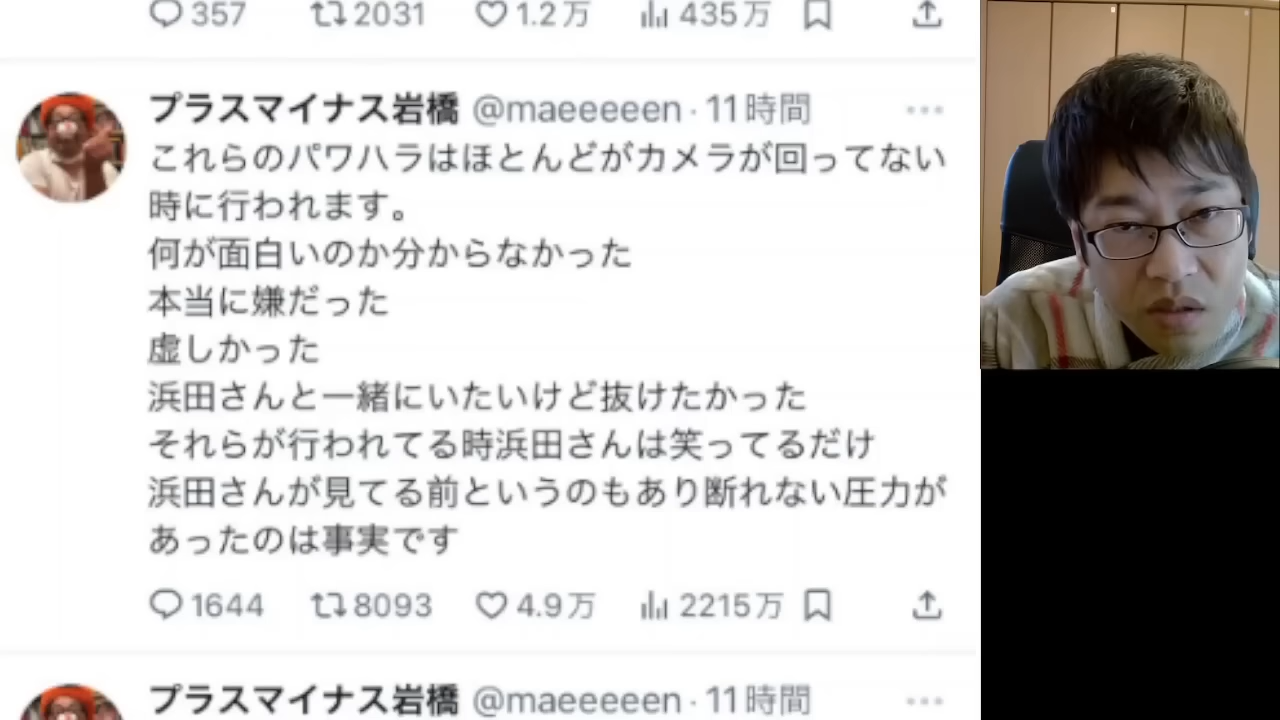 357 2031 1.2万 435万
プラスマイナス岩橋 @maeeeeeen · 11時間
これらのパワハラはほとんどがカメラが回ってない
時に行われます。
何が面白いのか分からなかった
本当に嫌だった
虚しかった
浜田さんと一緒にいたいけど抜けたかった
それらが行われてる時浜田さんは笑ってるだけ
浜田さんが見てる前というのもあり断れない圧力が
あったのは事実です
1644 8093 4.9万 2215万
プラスマイナス岩橋 @maeeeeeen · 11時間